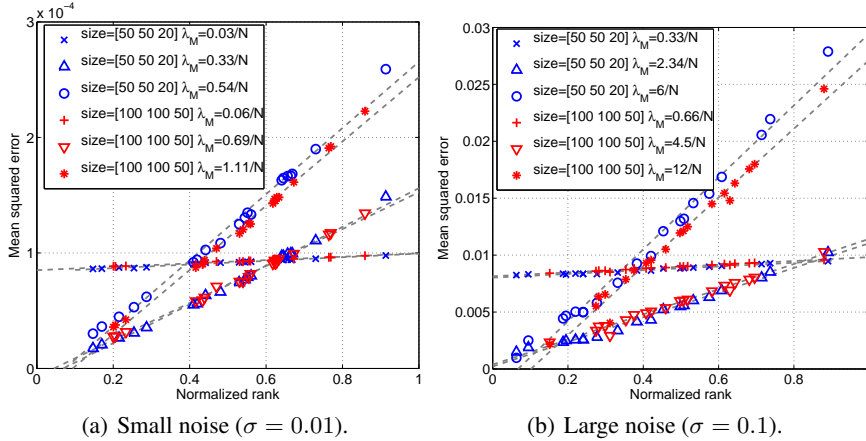 x 10⁻⁴
3
2
1
0
0
0.2
0.4
0.6
0.8
1
Mean squared error
Normalized rank
size=[50 50 20] λM=0.03/N
size=[50 50 20] λM=0.33/N
size=[50 50 20] λM=0.54/N
size=[100 100 50] λM=0.06/N
size=[100 100 50] λM=0.69/N
size=[100 100 50] λM=1.11/N
(a) Small noise (σ = 0.01).
0.03
0.025
0.02
0.015
0.01
0.005
0
0
0.2
0.4
0.6
0.8
Mean squared error
Normalized rank
size=[50 50 20] λM=0.33/N
size=[50 50 20] λM=2.34/N
size=[50 50 20] λM=6/N
size=[100 100 50] λM=0.66/N
size=[100 100 50] λM=4.5/N
size=[100 100 50] λM=12/N
(b) Large noise (σ = 0.1).